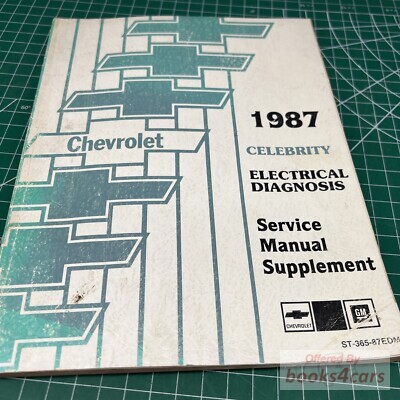 Chevrolet
1987
CELEBRITY
ELECTRICAL
DIAGNOSIS
Service
Manual
Supplement
CHEVROLET
GM
ST-365-87EDM
Offered By
books4cars